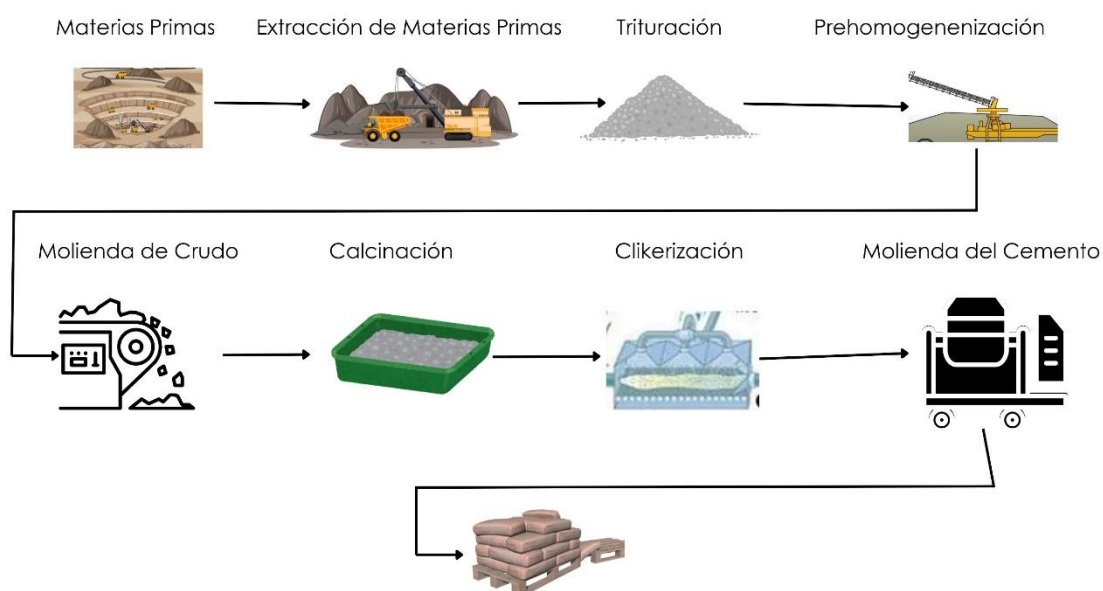 Materias Primas
Extracción de Materias Primas
Trituración
Prehomogenenización
Molienda de Crudo
Calcinación
Clikerización
Molienda del Cemento